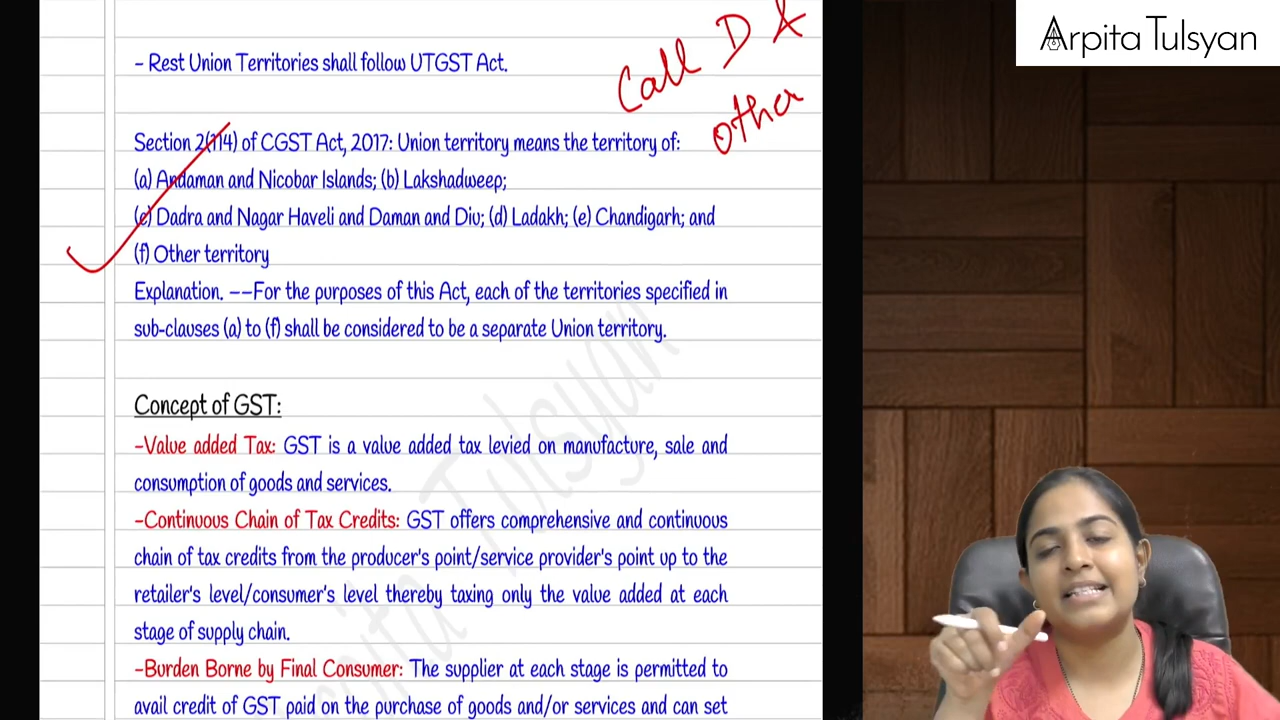 Arpita Tulsyan
- Rest Union Territories shall follow UTGST Act.
Call D &
other
Section 2(114) of CGST Act, 2017: Union territory means the territory of:
(a) Andaman and Nicobar Islands; (b) Lakshadweep;
(c) Dadra and Nagar Haveli and Daman and Diu; (d) Ladakh; (e) Chandigarh; and
(f) Other territory
Explanation. --For the purposes of this Act, each of the territories specified in
sub-clauses (a) to (f) shall be considered to be a separate Union territory.
Concept of GST:
-Value added Tax: GST is a value added tax levied on manufacture, sale and
consumption of goods and services.
-Continuous Chain of Tax Credits: GST offers comprehensive and continuous
chain of tax credits from the producer's point/service provider's point up to the
retailer's level/consumer's level thereby taxing only the value added at each
stage of supply chain.
-Burden Borne by Final Consumer: The supplier at each stage is permitted to
avail credit of GST paid on the purchase of goods and/or services and can set
Arpita Tulsyan